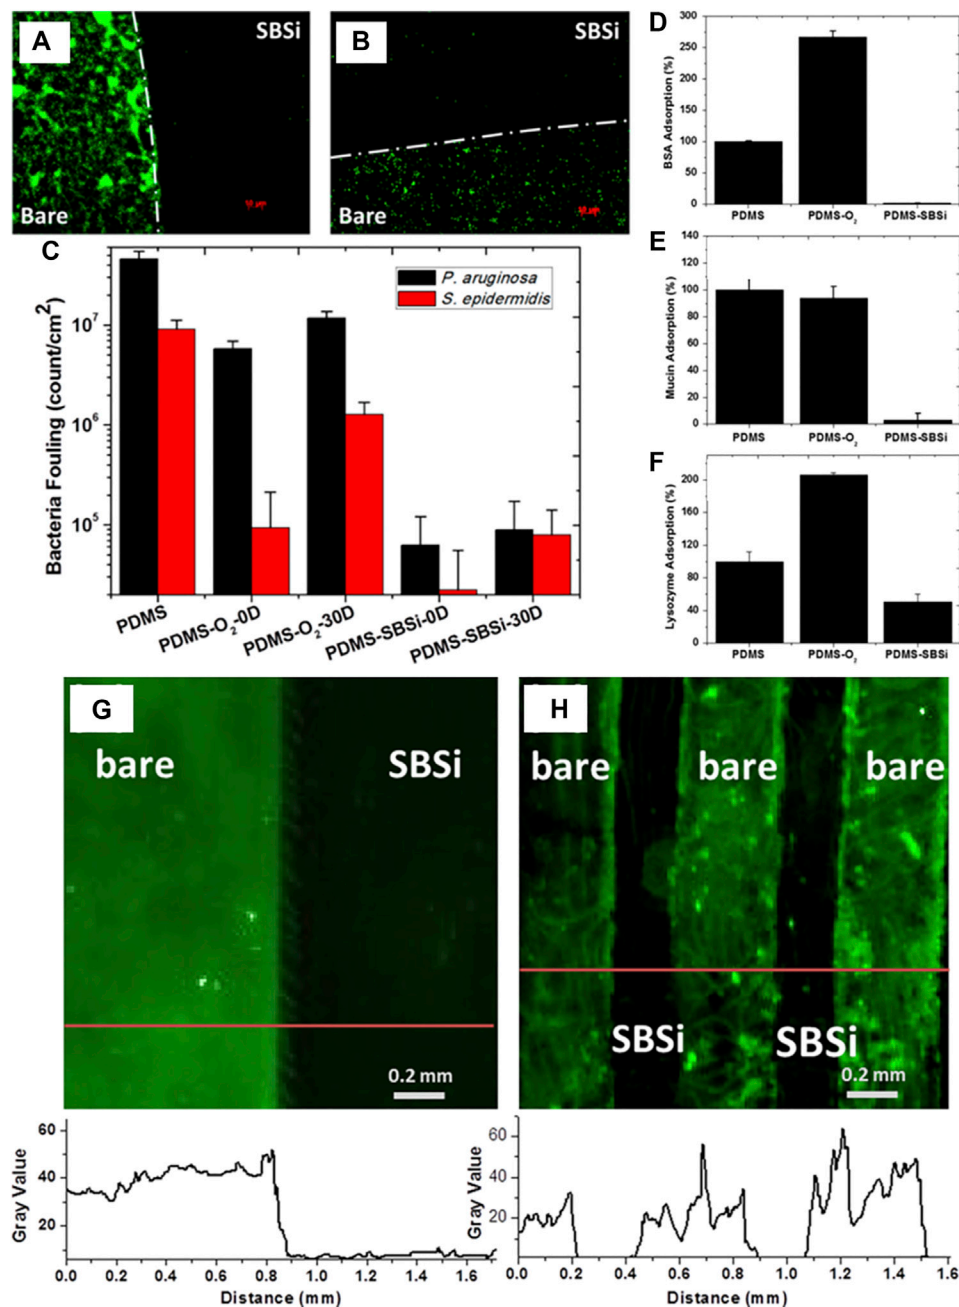 A
SBSi
Bare
B
SBSi
Bare
C
Bacteria Fouling (count/cm²)
10⁷
10⁶
10⁵
P. aruginosa
S. epidermidis
PDMS
PDMS-O₂-0D
PDMS-O₂-30D
PDMS-SBSi-0D
PDMS-SBSi-30D
D
BSA Adsorption (%)
300
250
200
150
100
50
0
PDMS PDMS-O₂ PDMS-SBSi
E
Mucin Adsorption (%)
140
120
100
80
60
40
20
0
PDMS PDMS-O₂ PDMS-SBSi
F
Lysozyme Adsorption (%)
200
160
120
80
40
0
PDMS PDMS-O₂ PDMS-SBSi
G
bare
SBSi
0.2 mm
Gray Value
60
40
20
0.0 0.2 0.4 0.6 0.8 1.0 1.2 1.4 1.6
Distance (mm)
H
bare bare bare
SBSi SBSi
0.2 mm
Gray Value
60
40
20
0.0 0.2 0.4 0.6 0.8 1.0 1.2 1.4 1.6
Distance (mm)